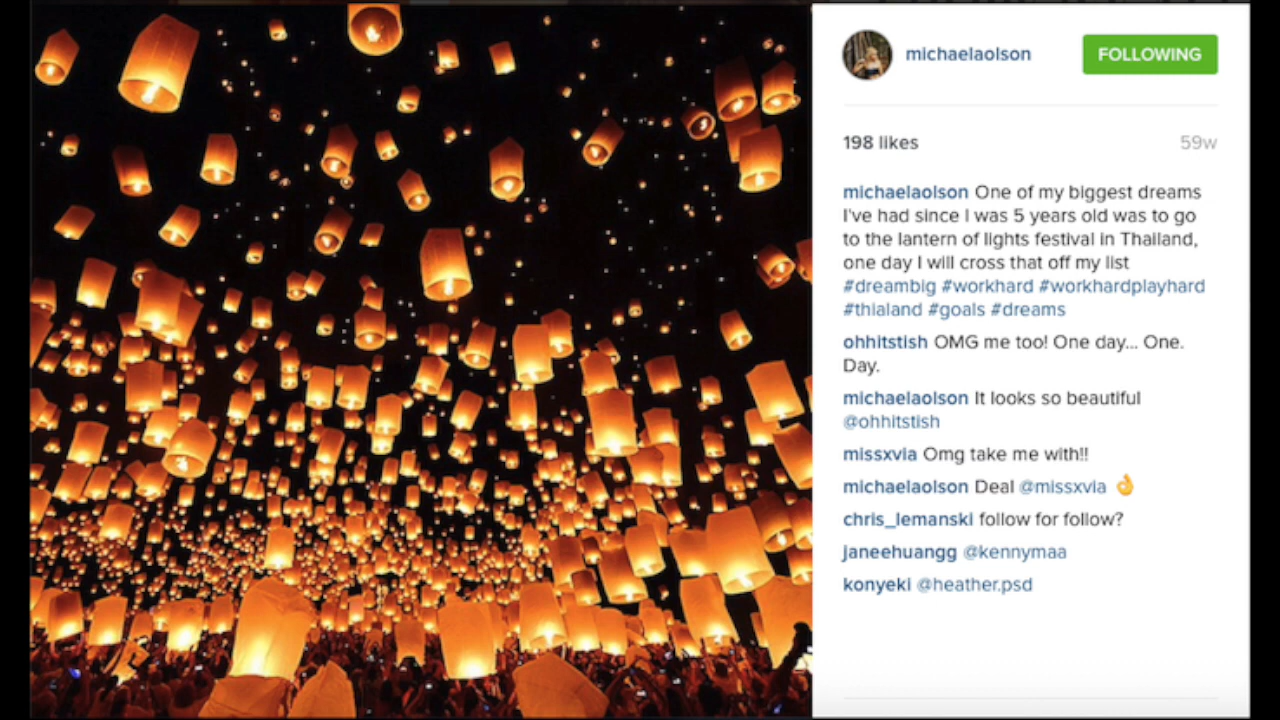 michaelaolson FOLLOWING
198 likes 59w
michaelaolson One of my biggest dreams
I've had since I was 5 years old was to go
to the lantern of lights festival in Thailand,
one day I will cross that off my list
#dreambig #workhard #workhardplayhard
#thialand #goals #dreams
ohhitstish OMG me too! One day... One.
Day.
michaelaolson It looks so beautiful
@ohhitstish
missxvia Omg take me with!!
michaelaolson Deal @missxvia 👌
chris_lemanski follow for follow?
janeehuangg @kennymaa
konyeki @heather.psd